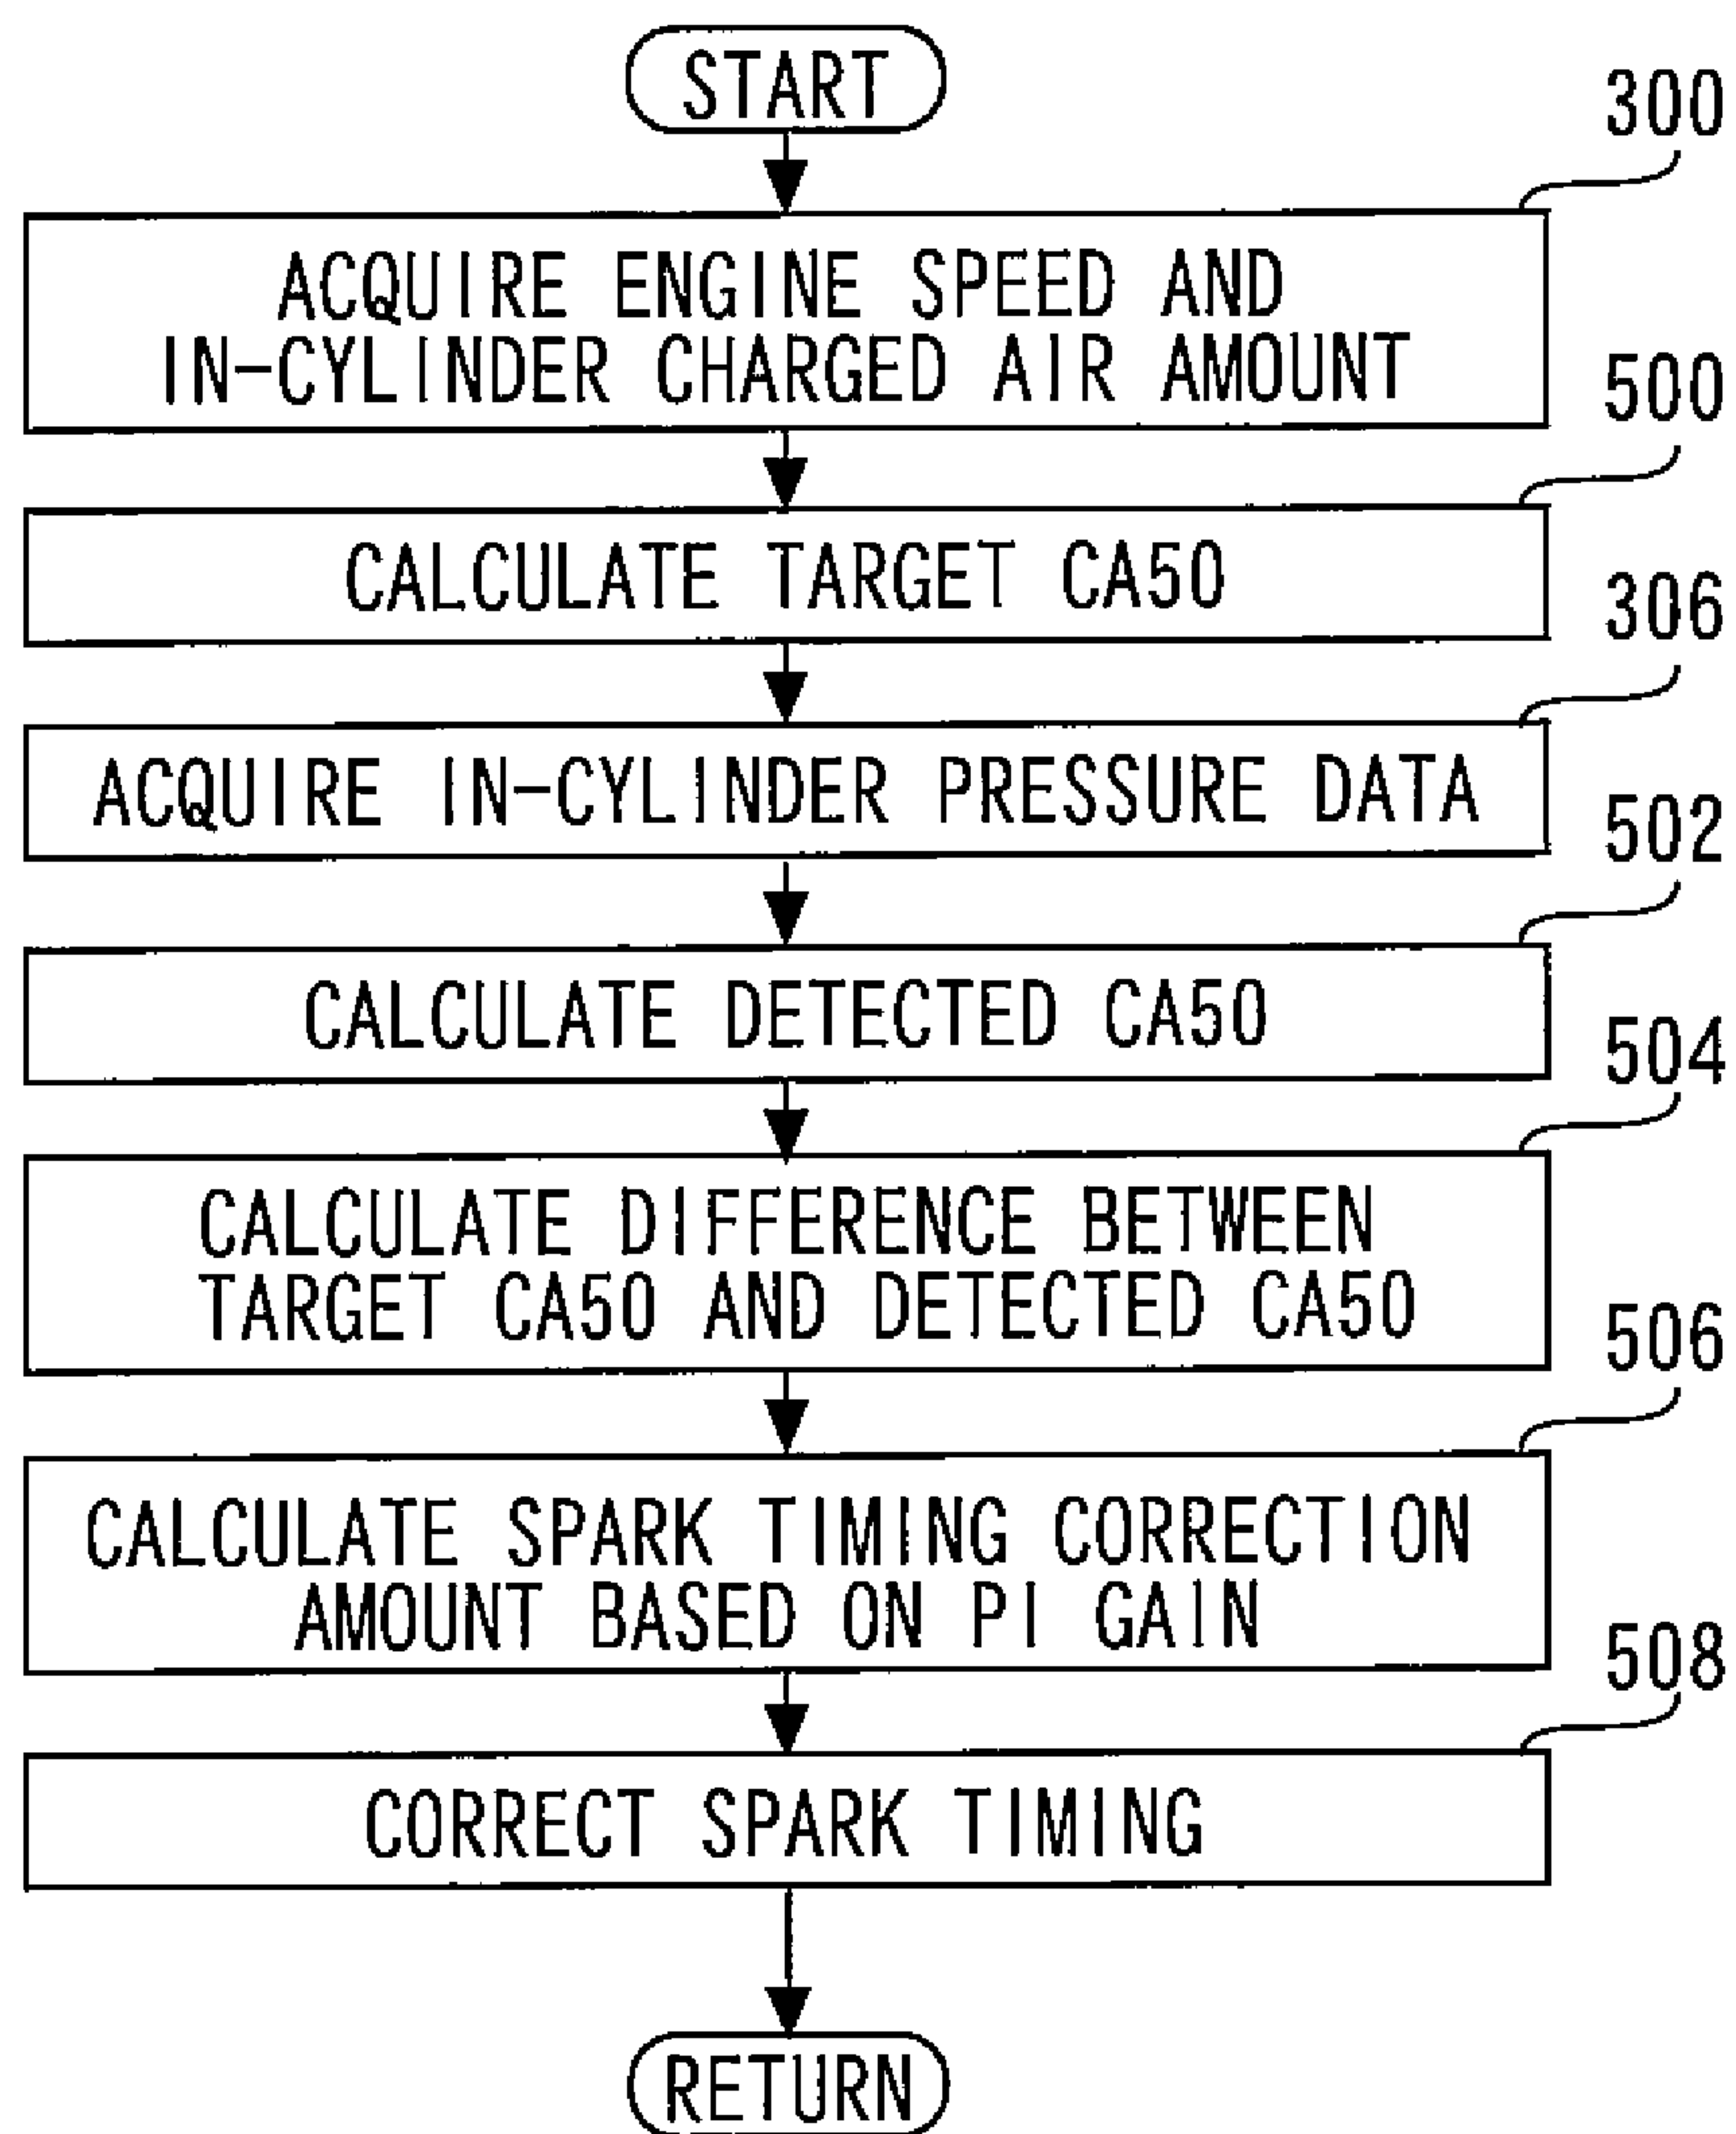 START
300
ACQUIRE ENGINE SPEED AND
IN-CYLINDER CHARGED AIR AMOUNT
500
CALCULATE TARGET CA50
306
ACQUIRE IN-CYLINDER PRESSURE DATA
502
CALCULATE DETECTED CA50
504
CALCULATE DIFFERENCE BETWEEN
TARGET CA50 AND DETECTED CA50
506
CALCULATE SPARK TIMING CORRECTION
AMOUNT BASED ON PI GAIN
508
CORRECT SPARK TIMING
RETURN